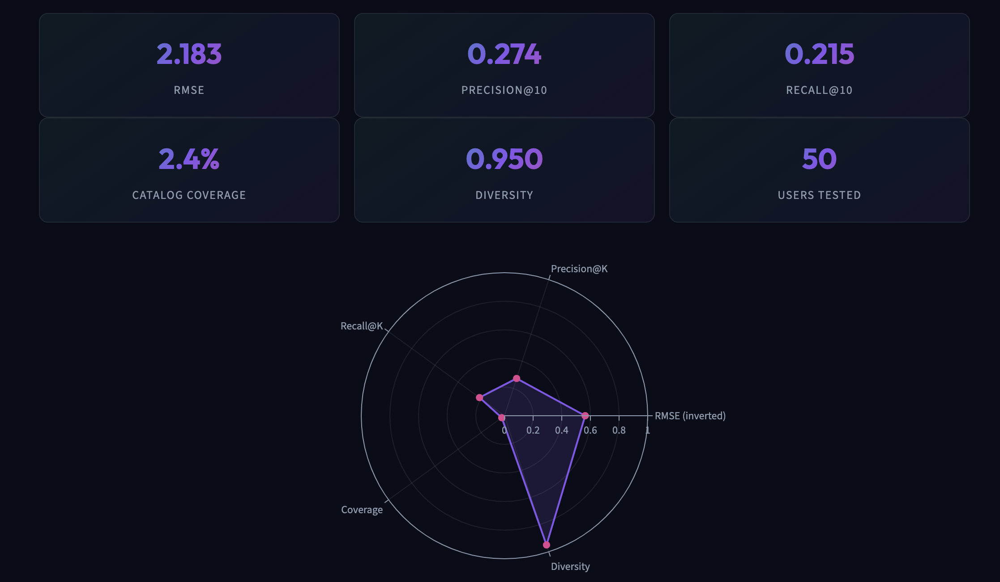 2.183
RMSE
0.274
PRECISION@10
0.215
RECALL@10
2.4%
CATALOG COVERAGE
0.950
DIVERSITY
50
USERS TESTED
Precision@K
Recall@K
RMSE (inverted)
0 0.2 0.4 0.6 0.8 1
Coverage
Diversity